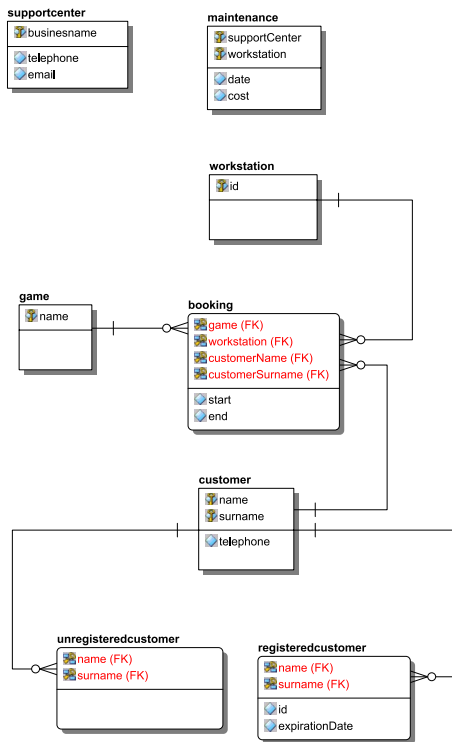 supportcenter
businesname
telephone
email
maintenance
supportCenter
workstation
date
cost
workstation
id
game
name
booking
game (FK)
workstation (FK)
customerName (FK)
customerSurname (FK)
start
end
customer
name
surname
telephone
unregisteredcustomer
name (FK)
surname (FK)
registeredcustomer
name (FK)
surname (FK)
id
expirationDate